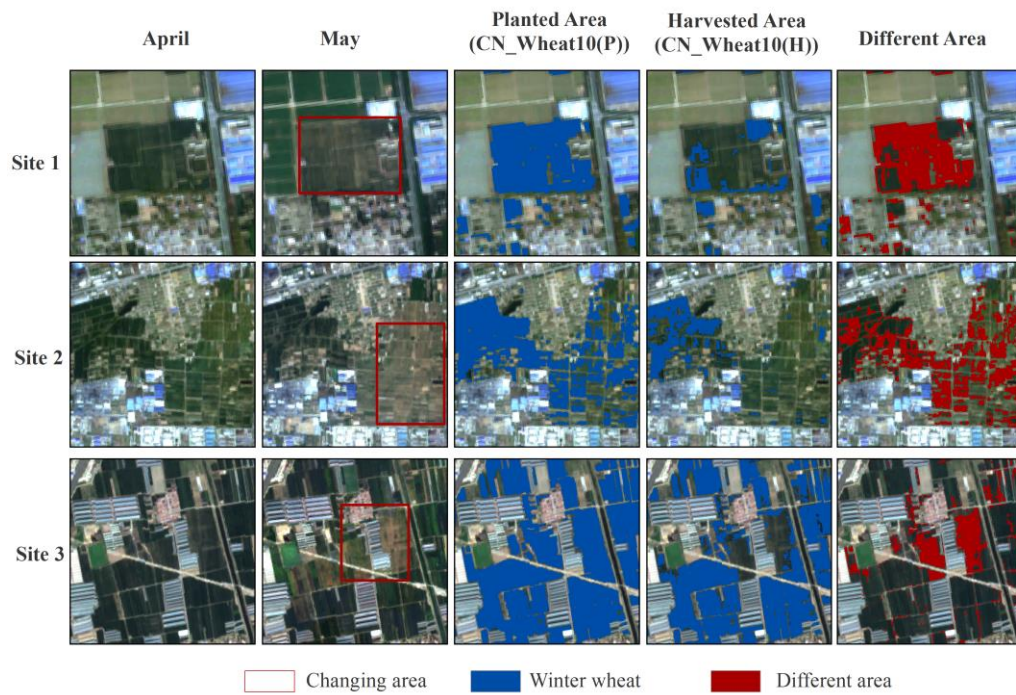 April
May
Planted Area
(CN_Wheat10(P))
Harvested Area
(CN_Wheat10(H))
Different Area
Site 1
Site 2
Site 3
Changing area
Winter wheat
Different area